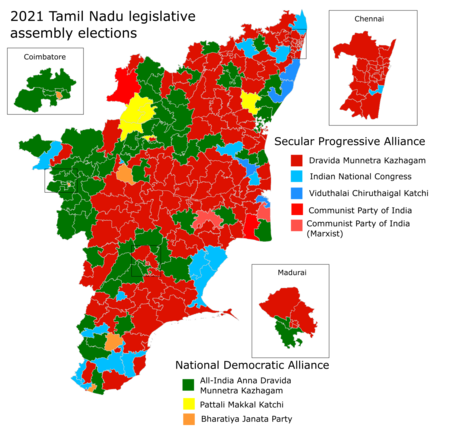 2021 Tamil Nadu legislative
assembly elections
Coimbatore
Chennai
Secular Progressive Alliance
Dravida Munnetra Kazhagam
Indian National Congress
Viduthalai Chiruthaigal Katchi
Communist Party of India
Communist Party of India
(Marxist)
Madurai
National Democratic Alliance
All-India Anna Dravida
Munnetra Kazhagam
Pattali Makkal Katchi
Bharatiya Janata Party